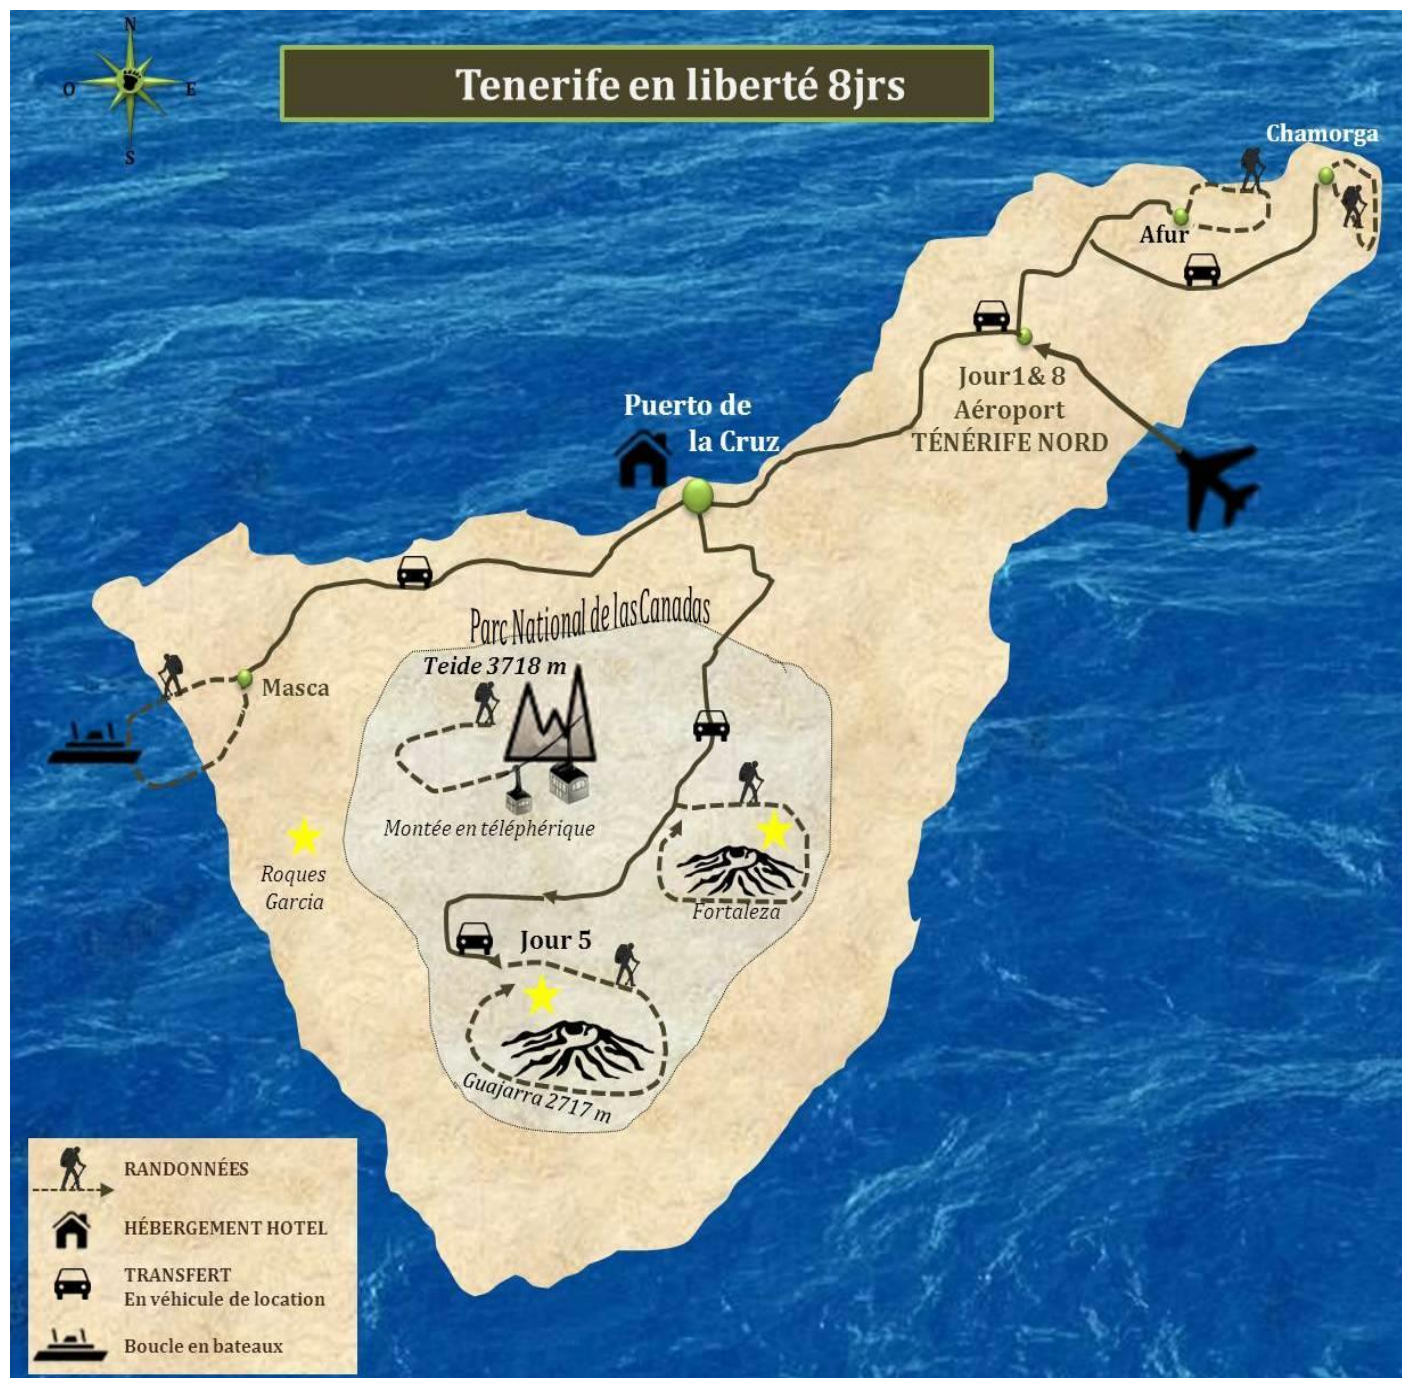 N
O
E
S
Tenerife en liberté 8jrs
Chamorga
Afur
Jour1& 8
Aéroport
TÉNÉRIFE NORD
Puerto de
la Cruz
Parc National de las Canadas
Teide 3718 m
Masca
Montée en téléphérique
Roques
Garcia
Fortaleza
Jour 5
Guajarra 2717 m
RANDONNÉES
HÉBERGEMENT HOTEL
TRANSFERT
En véhicule de location
Boucle en bateaux